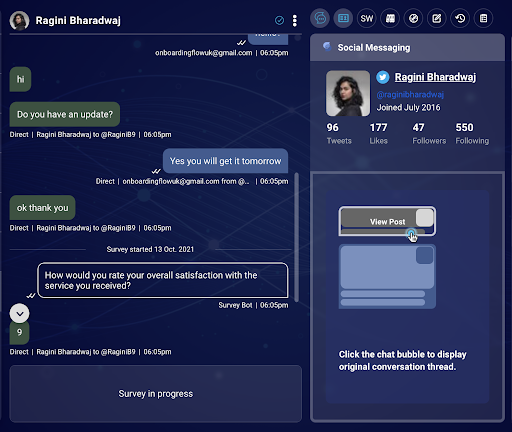 Ragini Bharadwaj
onboardingflowuk@gmail.com | 06:05pm
hi
Do you have an update?
Direct | Ragini Bharadwaj to @RaginiB9 | 06:05pm
Yes you will get it tomorrow
Direct | onboardingflowuk@gmail.com from @... | 06:05pm
ok thank you
Direct | Ragini Bharadwaj to @RaginiB9 | 06:05pm
Survey started 13 Oct. 2021
How would you rate your overall satisfaction with the
service you received?
Survey Bot | 06:05pm
9
Direct | Ragini Bharadwaj to @RaginiB9 | 06:05pm
Survey in progress
SW
Social Messaging
Ragini Bharadwaj
@raginibharadwaj
Joined July 2016
96 177 47 550
Tweets Likes Followers Following
View Post
Click the chat bubble to display
original conversation thread.